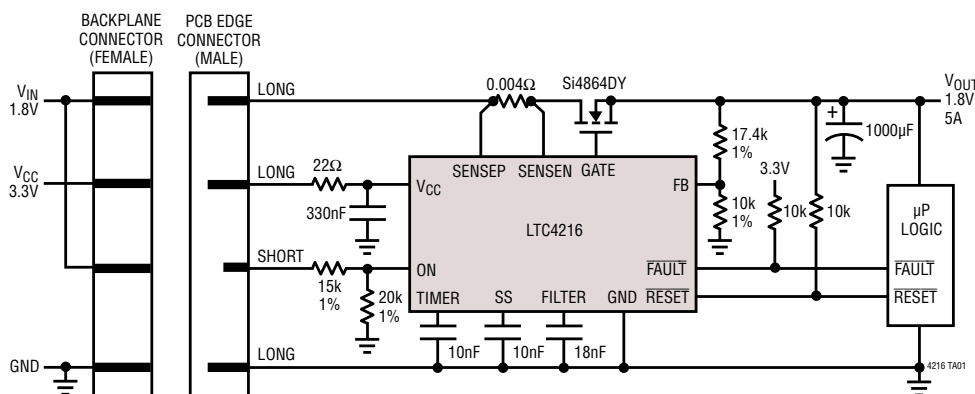 BACKPLANE
CONNECTOR
(FEMALE)
PCB EDGE
CONNECTOR
(MALE)
VIN
1.8V
VCC
3.3V
GND
LONG
LONG
SHORT
LONG
0.004Ω
Si4864DY
VOUT
1.8V
5A
22Ω
330nF
15k
1%
20k
1%
SENSEP
SENSEN
GATE
VCC
FB
LTC4216
ON
FAULT
TIMER
SS
FILTER
GND
RESET
10nF
10nF
18nF
17.4k
1%
10k
1%
3.3V
10k
10k
+
1000µF
µP
LOGIC
FAULT
RESET
4216 TA01